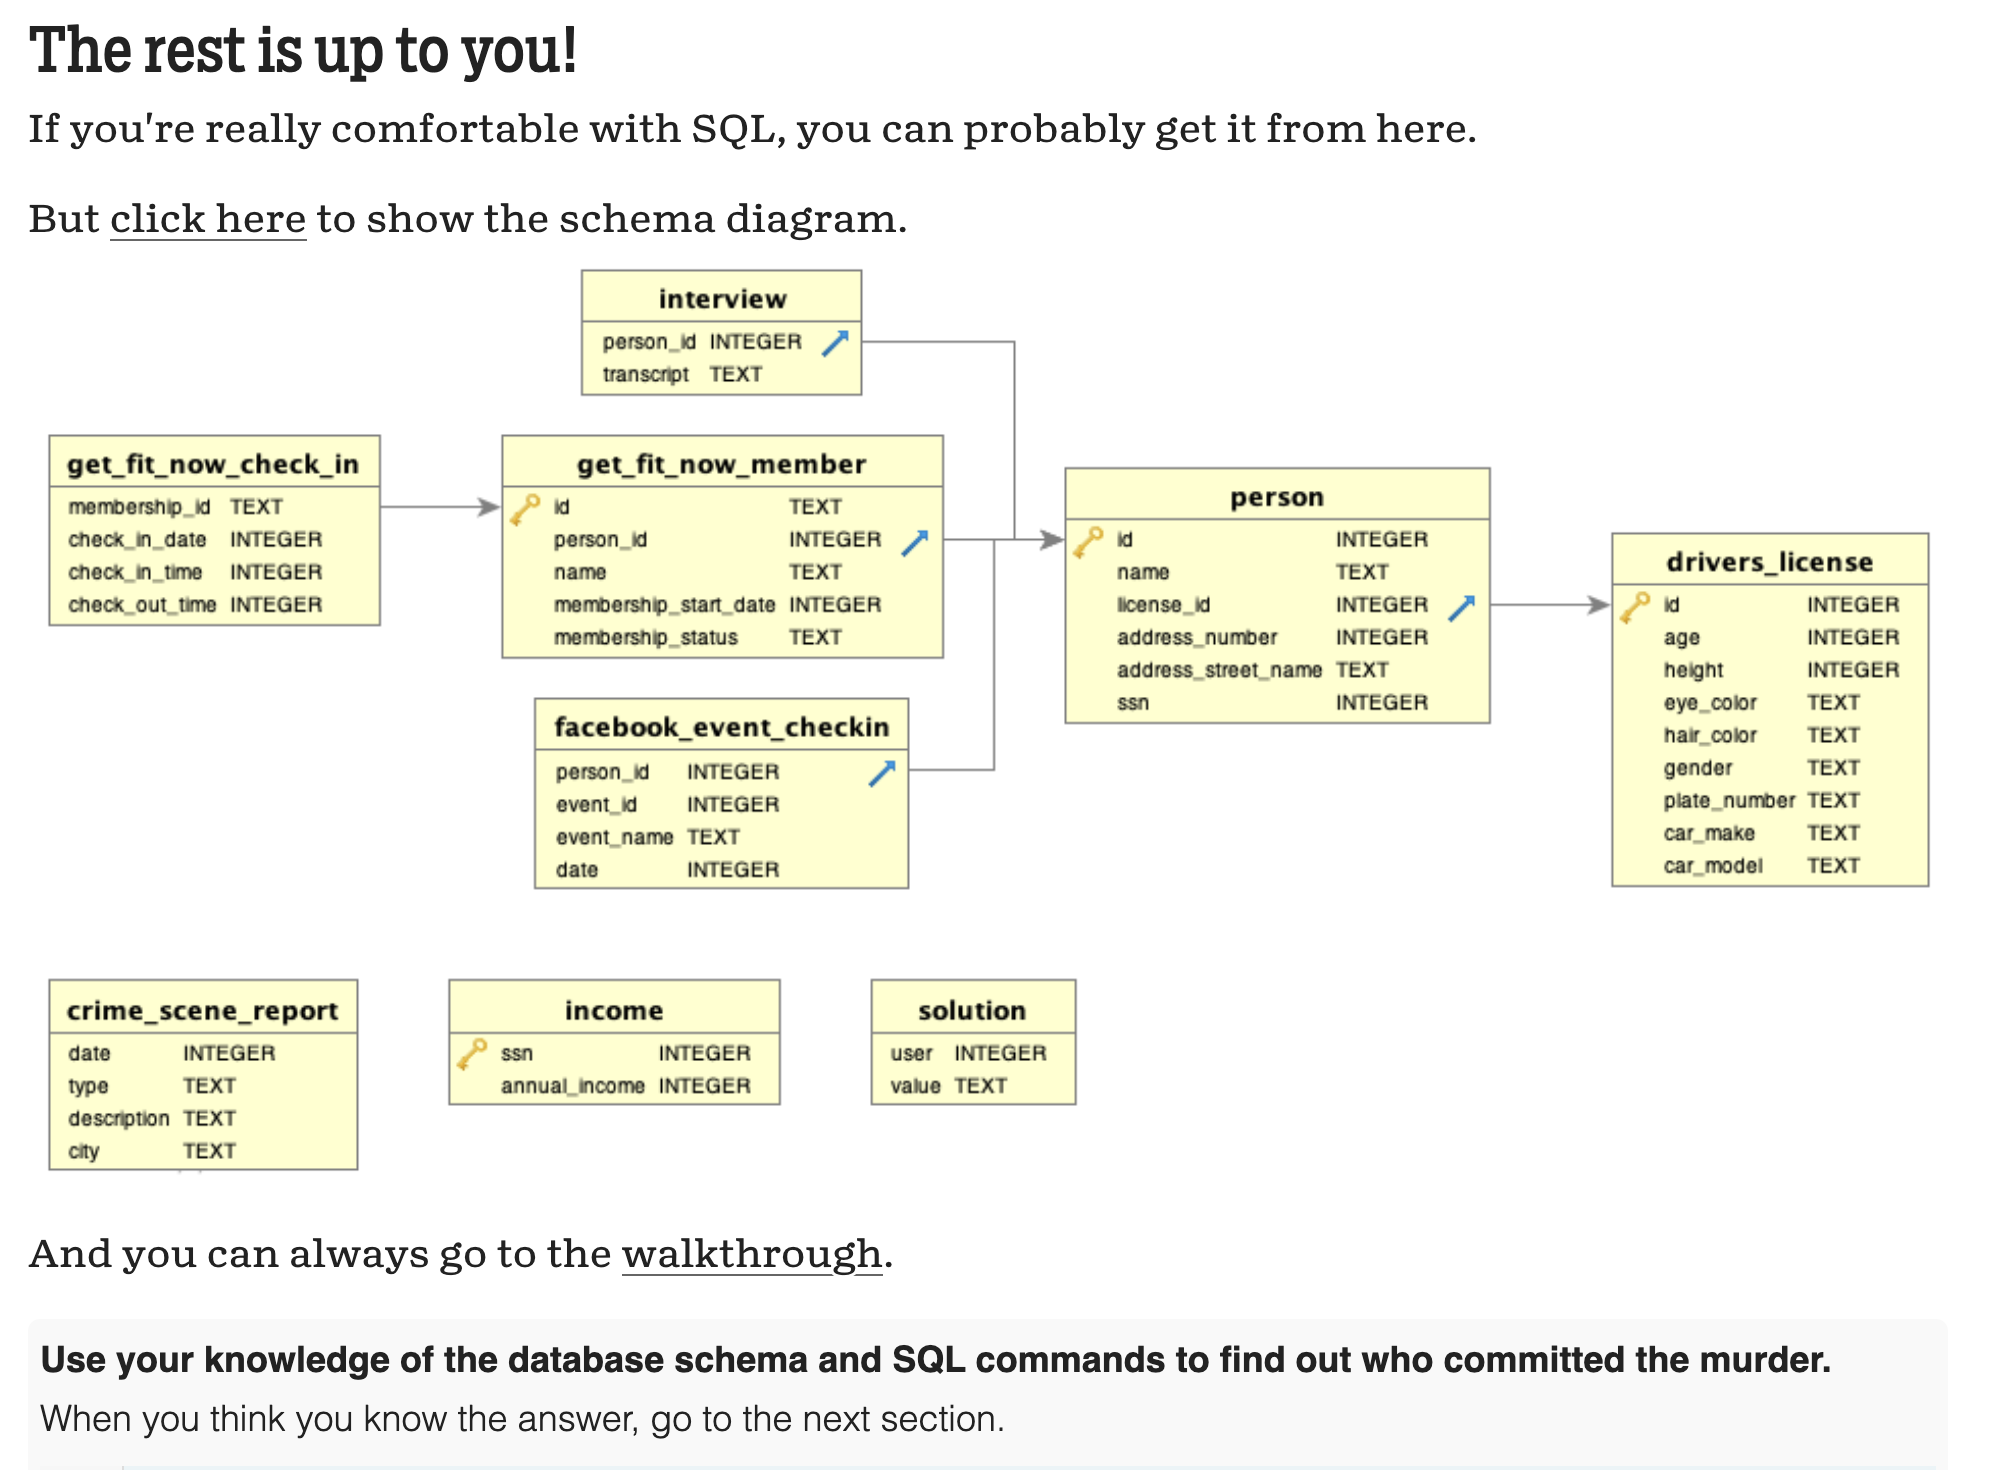 The rest is up to you!
If you're really comfortable with SQL, you can probably get it from here.
But click here to show the schema diagram.
interview
person_id INTEGER
transcript TEXT
get_fit_now_check_in
membership_id TEXT
check_in_date INTEGER
check_in_time INTEGER
check_out_time INTEGER
get_fit_now_member
id TEXT
person_id INTEGER
name TEXT
membership_start_date INTEGER
membership_status TEXT
person
id INTEGER
name TEXT
license_id INTEGER
address_number INTEGER
address_street_name TEXT
ssn INTEGER
drivers_license
id INTEGER
age INTEGER
height INTEGER
eye_color TEXT
hair_color TEXT
gender TEXT
plate_number TEXT
car_make TEXT
car_model TEXT
facebook_event_checkin
person_id INTEGER
event_id INTEGER
event_name TEXT
date INTEGER
crime_scene_report
date INTEGER
type TEXT
description TEXT
city TEXT
income
ssn INTEGER
annual_income INTEGER
solution
user INTEGER
value TEXT
And you can always go to the walkthrough.
Use your knowledge of the database schema and SQL commands to find out who committed the murder.
When you think you know the answer, go to the next section.